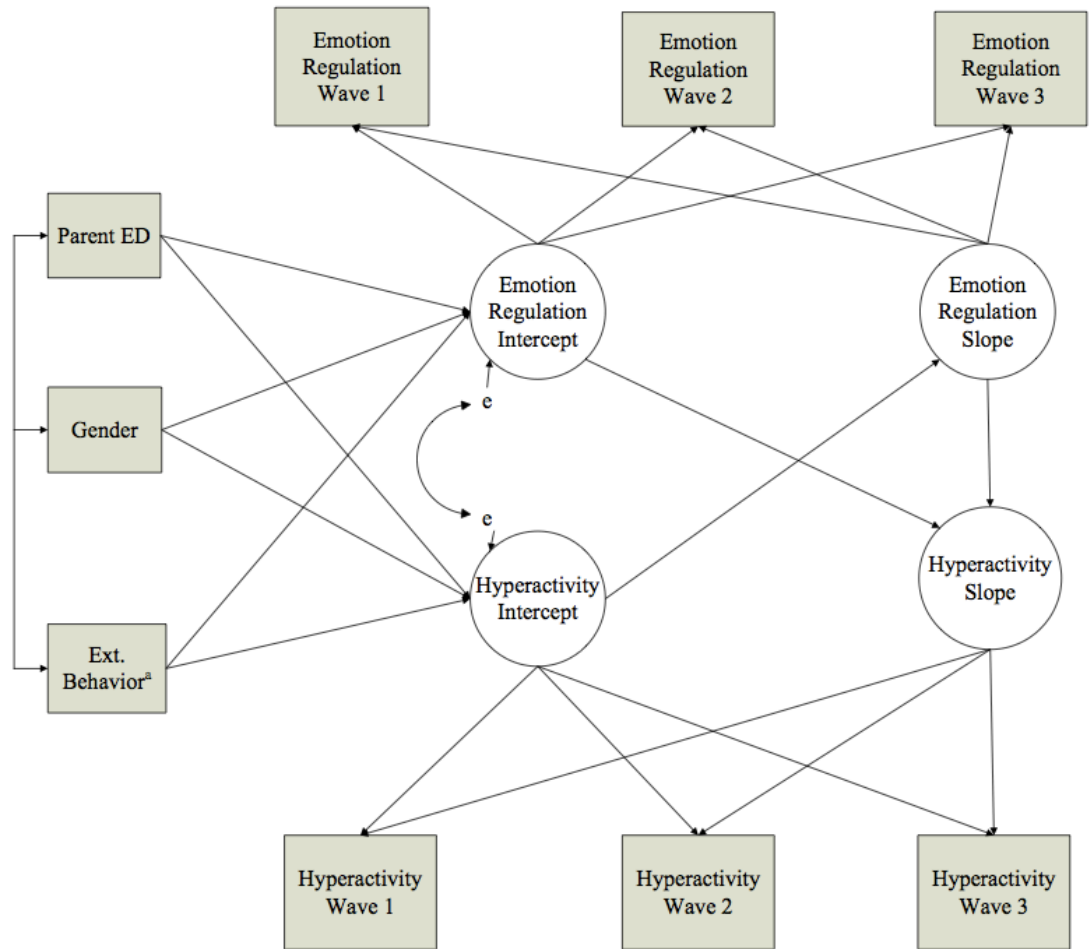 Emotion
Regulation
Wave 1
Emotion
Regulation
Wave 2
Emotion
Regulation
Wave 3
Parent ED
Gender
Ext.
Behaviorª
Emotion
Regulation
Intercept
Emotion
Regulation
Slope
e
e
Hyperactivity
Intercept
Hyperactivity
Slope
Hyperactivity
Wave 1
Hyperactivity
Wave 2
Hyperactivity
Wave 3